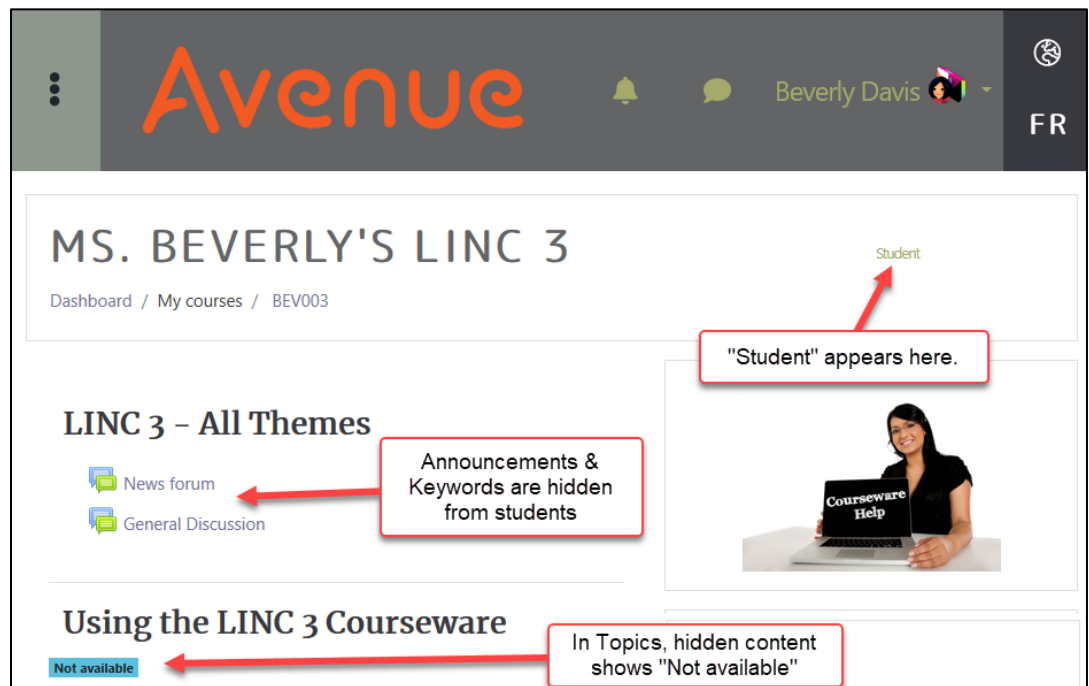 Avenue
Beverly Davis
FR
MS. BEVERLY'S LINC 3
Student
Dashboard / My courses / BEV003
"Student" appears here.
LINC 3 – All Themes
News forum
General Discussion
Announcements &
Keywords are hidden
from students
Courseware
Help
Using the LINC 3 Courseware
Not available
In Topics, hidden content
shows "Not available"